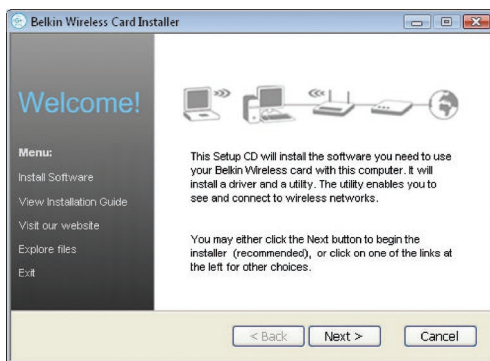 Belkin Wireless Card Installer
Welcome!
Menu:
Install Software
View Installation Guide
Visit our website
Explore files
Exit
This Setup CD will install the software you need to use
your Belkin Wireless card with this computer. It will
install a driver and a utility. The utility enables you to
see and connect to wireless networks.
You may either click the Next button to begin the
installer (recommended), or click on one of the links at
the left for other choices.
< Back
Next >
Cancel